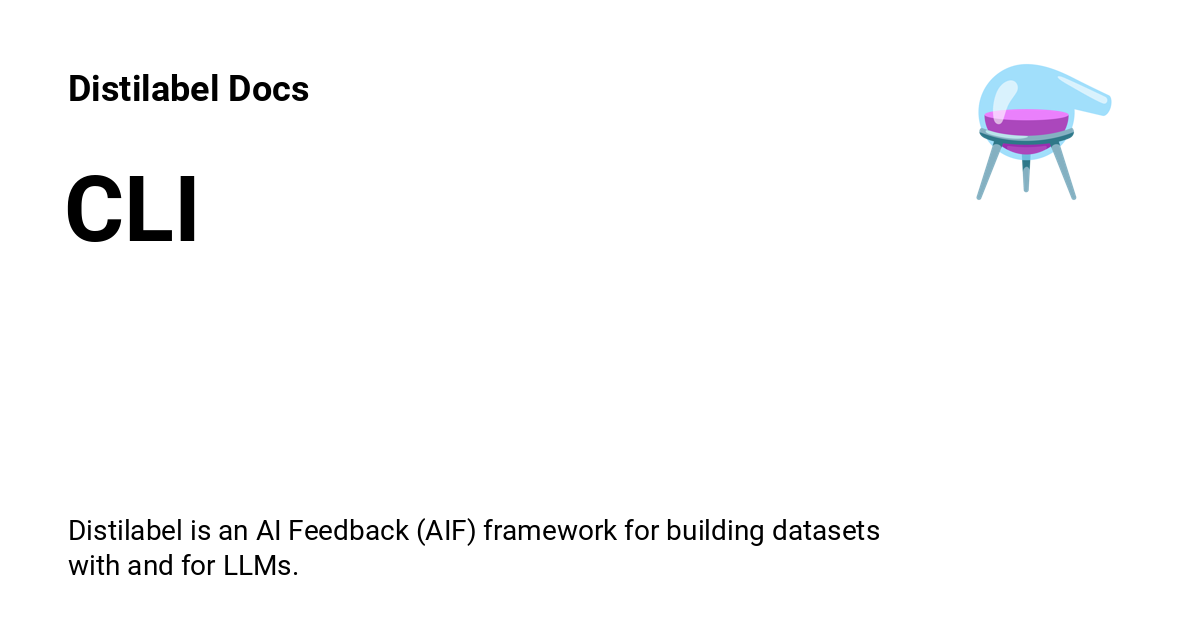 Distilabel Docs
CLI
Distilabel is an AI Feedback (AIF) framework for building datasets
with and for LLMs.